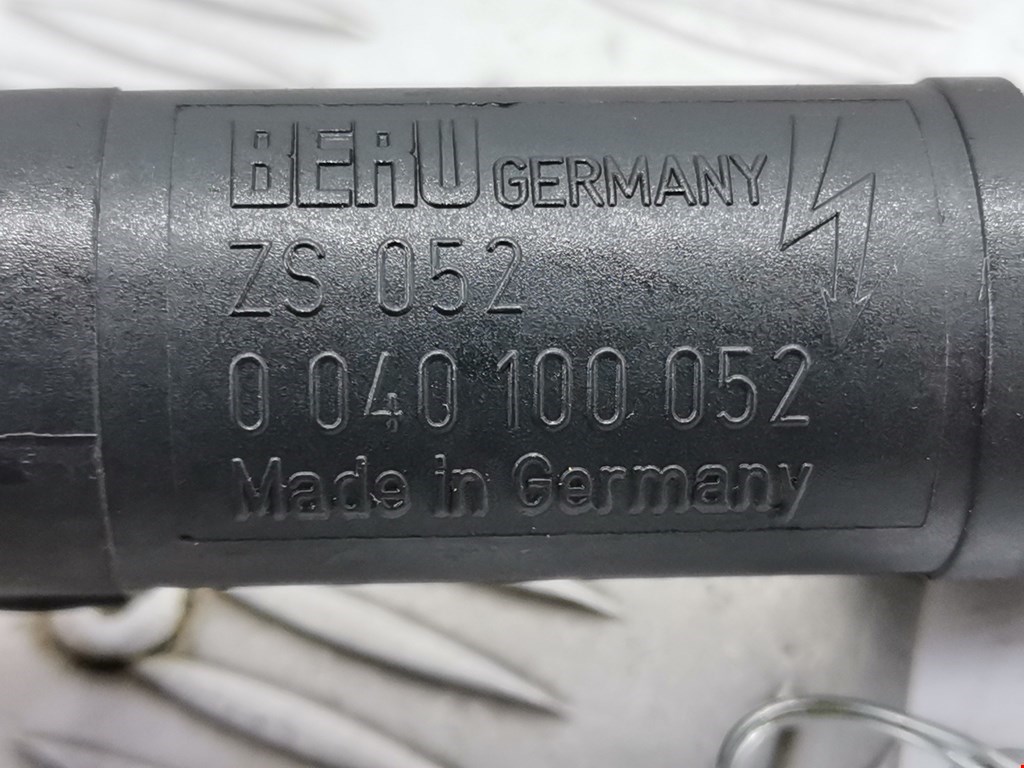 BERU GERMANY
ZS 052
0 040 100 052
Made in Germany